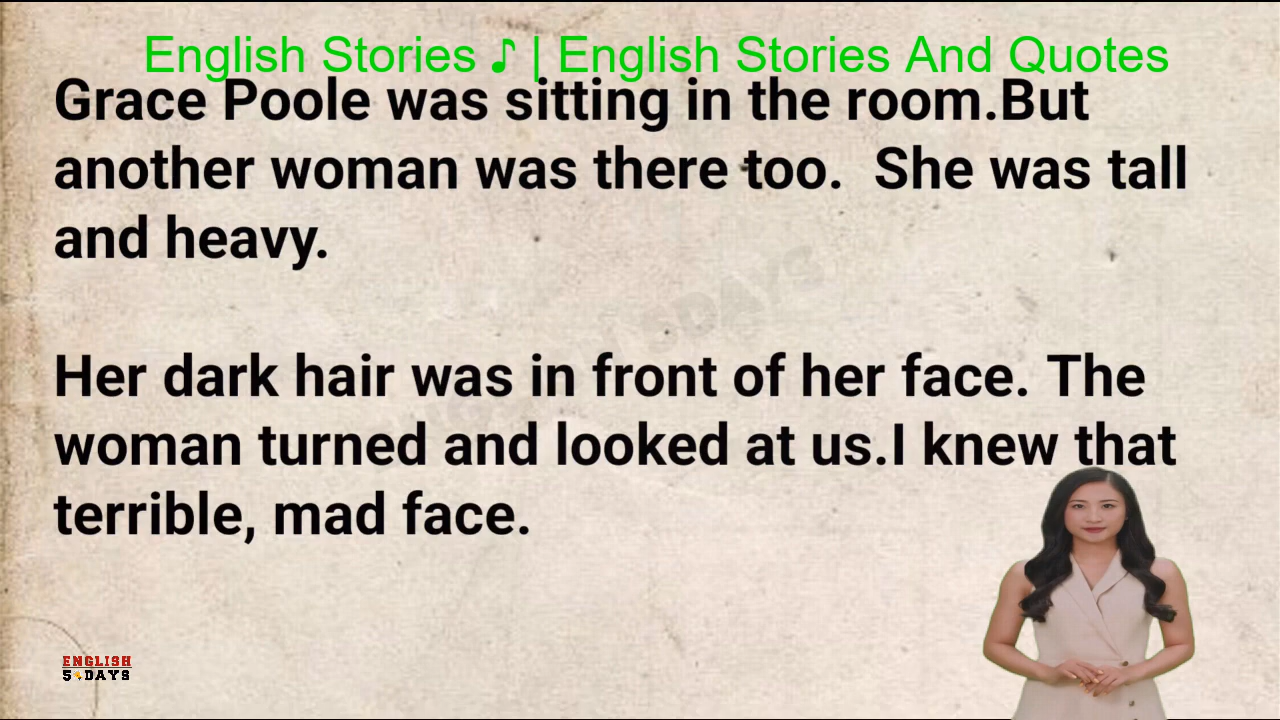 English Stories ♪ | English Stories And Quotes
Grace Poole was sitting in the room.But
another woman was there too.  She was tall
and heavy.
Her dark hair was in front of her face. The
woman turned and looked at us.I knew that
terrible, mad face.
ENGLISH
5 DAYS